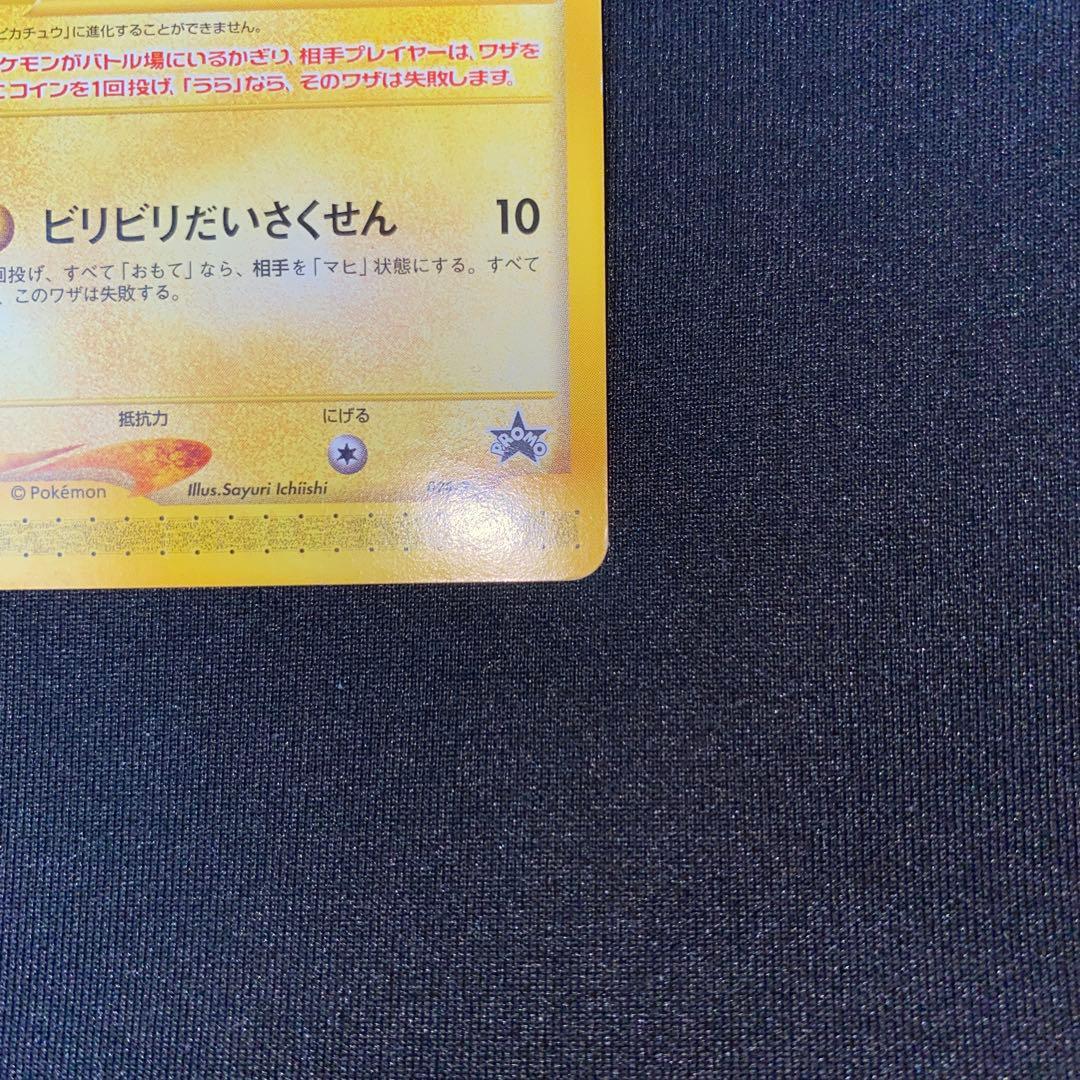 ピカチュウ」に進化することができません。
ケモンがバトル場にいるかぎり、相手プレイヤーは、ワザを
にコインを1回投げ、「うら」なら、そのワザは失敗します。
ビリビリだいさくせん 10
回投げ、すべて「おもて」なら、相手を「マヒ」状態にする。すべて
、このワザは失敗する。
抵抗力 にげる
PROMO
© Pokémon Illus.Sayuri Ichiishi